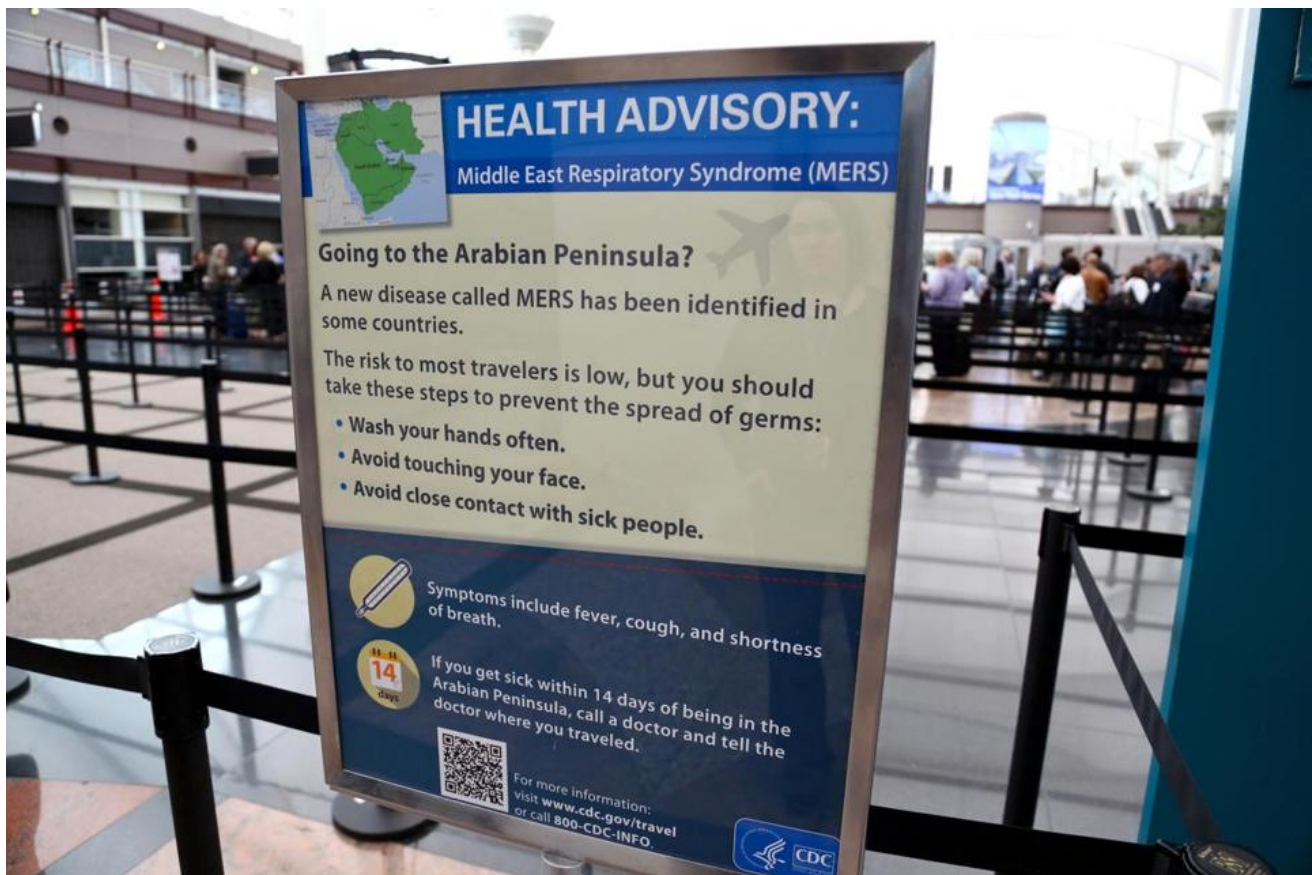 HEALTH ADVISORY:
Middle East Respiratory Syndrome (MERS)
Going to the Arabian Peninsula?
A new disease called MERS has been identified in
some countries.
The risk to most travelers is low, but you should
take these steps to prevent the spread of germs:
• Wash your hands often.
• Avoid touching your face.
• Avoid close contact with sick people.
Symptoms include fever, cough, and shortness
of breath.
14
days
If you get sick within 14 days of being in the
Arabian Peninsula, call a doctor and tell the
doctor where you traveled.
For more information:
visit www.cdc.gov/travel
or call 800-CDC-INFO.
CDC